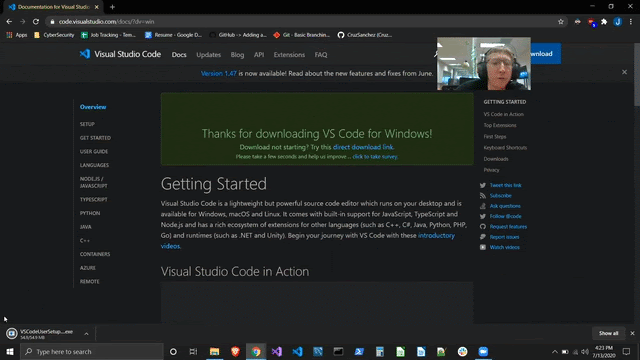 Documentation for Visual Studio
code.visualstudio.com/docs/?dv=win
Apps
CyberSecurity
Job Tracking - Tem...
Resume - Google D...
GitHub -> Adding a...
Git - Basic Branchin...
CruzSanchez (Cruz...
Visual Studio Code
Docs
Updates
Blog
API
Extensions
FAQ
wnload
Version 1.47 is now available! Read about the new features and fixes from June.
Overview
SETUP
GET STARTED
USER GUIDE
LANGUAGES
NODE.JS /
JAVASCRIPT
TYPESCRIPT
PYTHON
JAVA
C++
CONTAINERS
AZURE
REMOTE
Thanks for downloading VS Code for Windows!
Download not starting? Try this direct download link.
Please take a few seconds and help us improve... click to take survey.
Getting Started
Visual Studio Code is a lightweight but powerful source code editor which runs on your desktop and is
available for Windows, macOS and Linux. It comes with built-in support for JavaScript, TypeScript and
Node.js and has a rich ecosystem of extensions for other languages (such as C++, C#, Java, Python, PHP,
Go) and runtimes (such as .NET and Unity). Begin your journey with VS Code with these introductory
videos.
Visual Studio Code in Action
GETTING STARTED
VS Code in Action
Top Extensions
First Steps
Keyboard Shortcuts
Downloads
Privacy
Tweet this link
Subscribe
Ask questions
Follow @code
Request features
Report issues
Watch videos
VSCodeUserSetup....exe
54.9/54.9 MB
Show all
Type here to search
4:23 PM
7/13/2020